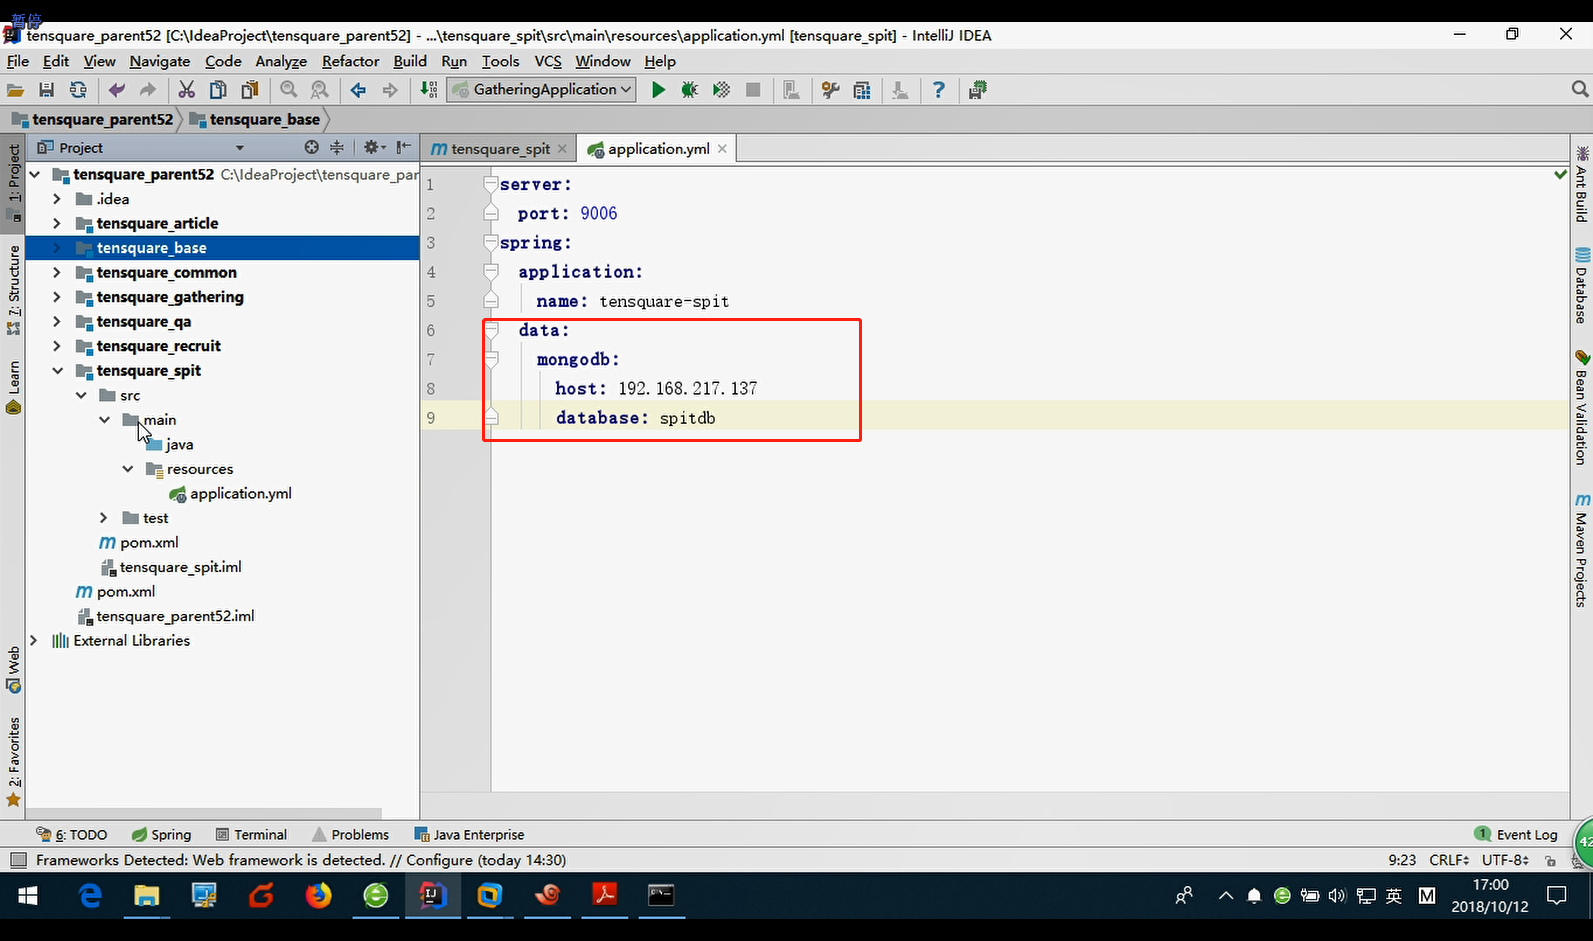 暂停
tensquare_parent52 [C:\IdeaProject\tensquare_parent52] - ...\tensquare_spit\src\main\resources\application.yml [tensquare_spit] - IntelliJ IDEA
File Edit View Navigate Code Analyze Refactor Build Run Tools VCS Window Help
GatheringApplication
tensquare_parent52 tensquare_base
Project
tensquare_spit application.yml
1: Project
7: Structure
Learn
Web
2: Favorites
tensquare_parent52 C:\IdeaProject\tensquare_par
.idea
tensquare_article
tensquare_base
tensquare_common
tensquare_gathering
tensquare_qa
tensquare_recruit
tensquare_spit
src
main
java
resources
application.yml
test
pom.xml
tensquare_spit.iml
pom.xml
tensquare_parent52.iml
External Libraries
1 server:
2 port: 9006
3 spring:
4 application:
5 name: tensquare-spit
6 data:
7 mongodb:
8 host: 192.168.217.137
9 database: spitdb
Ant Build
Database
Bean Validation
Maven Projects
6: TODO Spring Terminal Problems Java Enterprise 1 Event Log
42
Frameworks Detected: Web framework is detected. // Configure (today 14:30) 9:23 CRLF UTF-8
英 M 17:00
2018/10/12